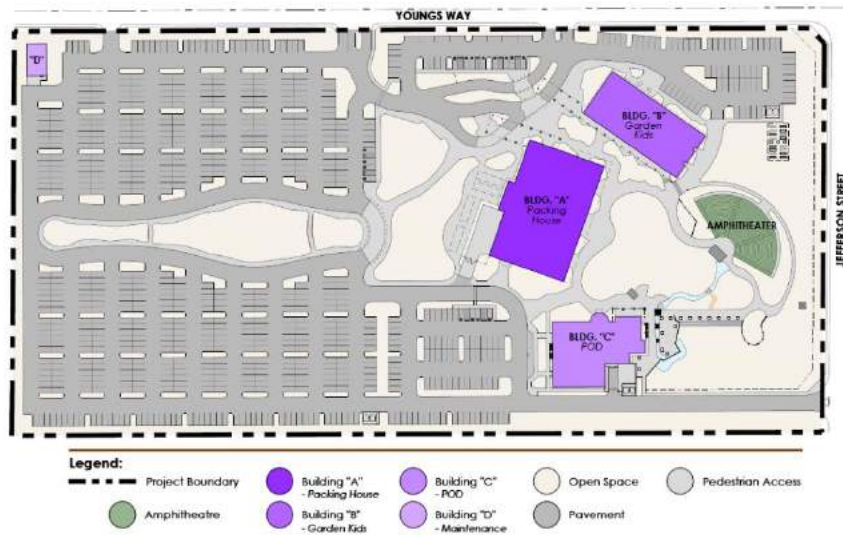 YOUNGS WAY
"D"
BLDG. "B"
Garden
Kids
BLDG. "A"
Packing
House
AMPHITHEATER
JEFFERSON STREET
BLDG. "C"
POD
Legend:
Project Boundary
Building "A"
- Packing House
Building "C"
- POD
Open Space
Pedestrian Access
Amphitheatre
Building "B"
- Garden Kids
Building "D"
- Maintenance
Pavement